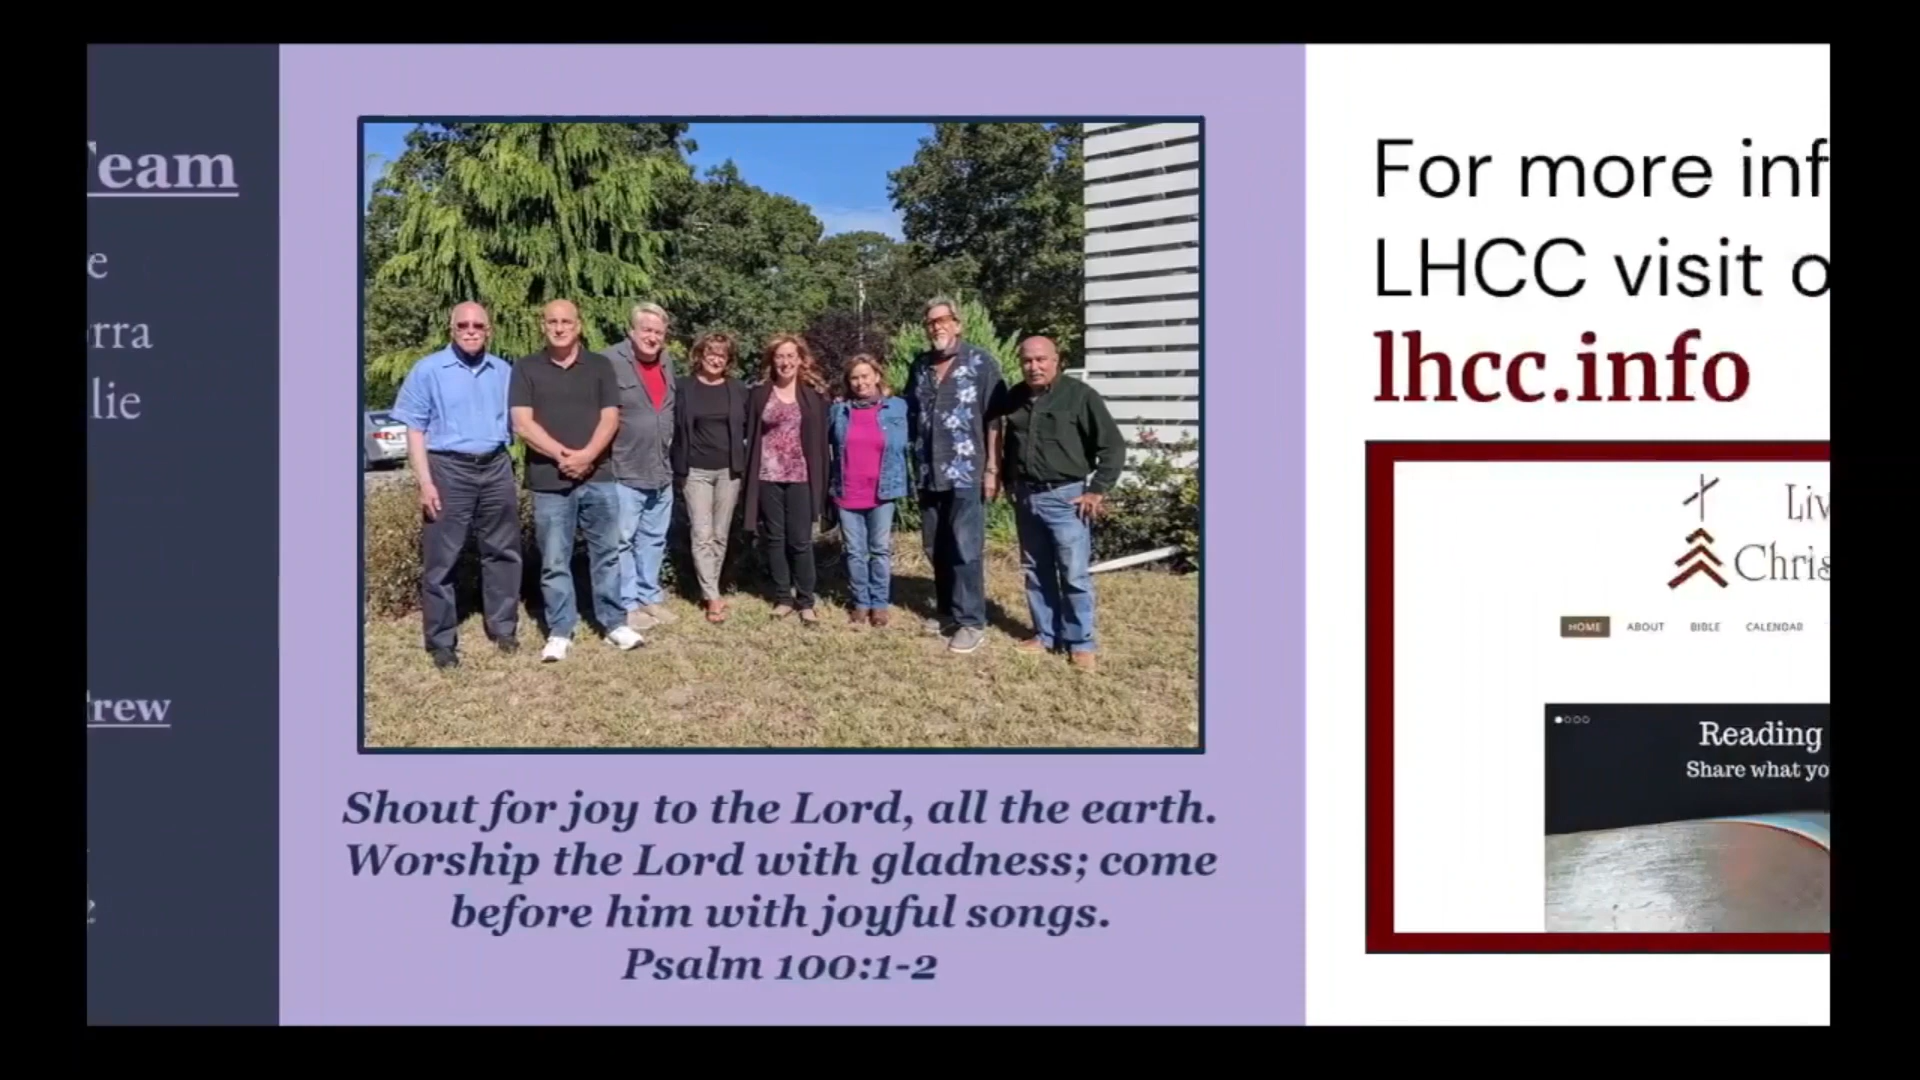 Team
e
rra
lie
rew
2
Shout for joy to the Lord, all the earth.
Worship the Lord with gladness; come
before him with joyful songs.
Psalm 100:1-2
For more inf
LHCC visit o
lhcc.info
Liv
Chris
HOME ABOUT BIBLE CALENDAR
Reading
Share what yo